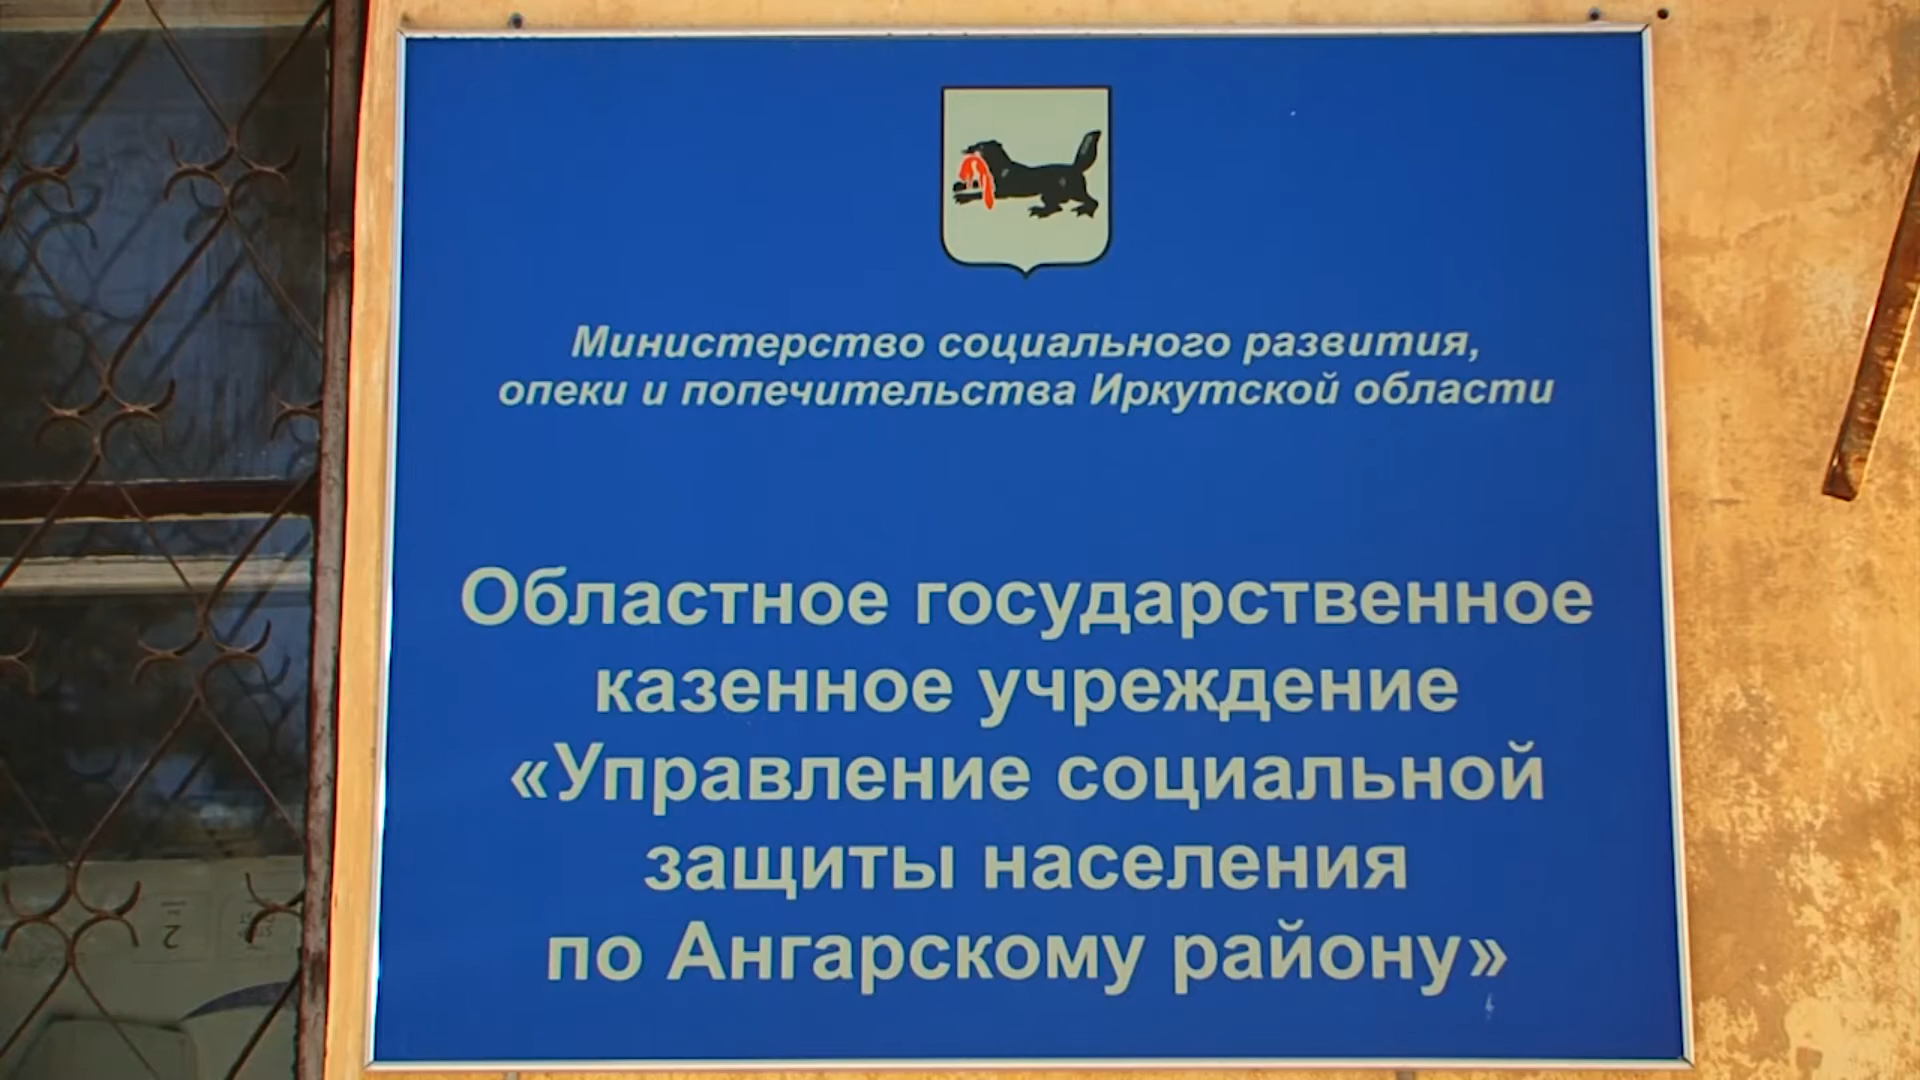 Министерство социального развития,
опеки и попечительства Иркутской области
Областное государственное
казенное учреждение
«Управление социальной
защиты населения
по Ангарскому району»